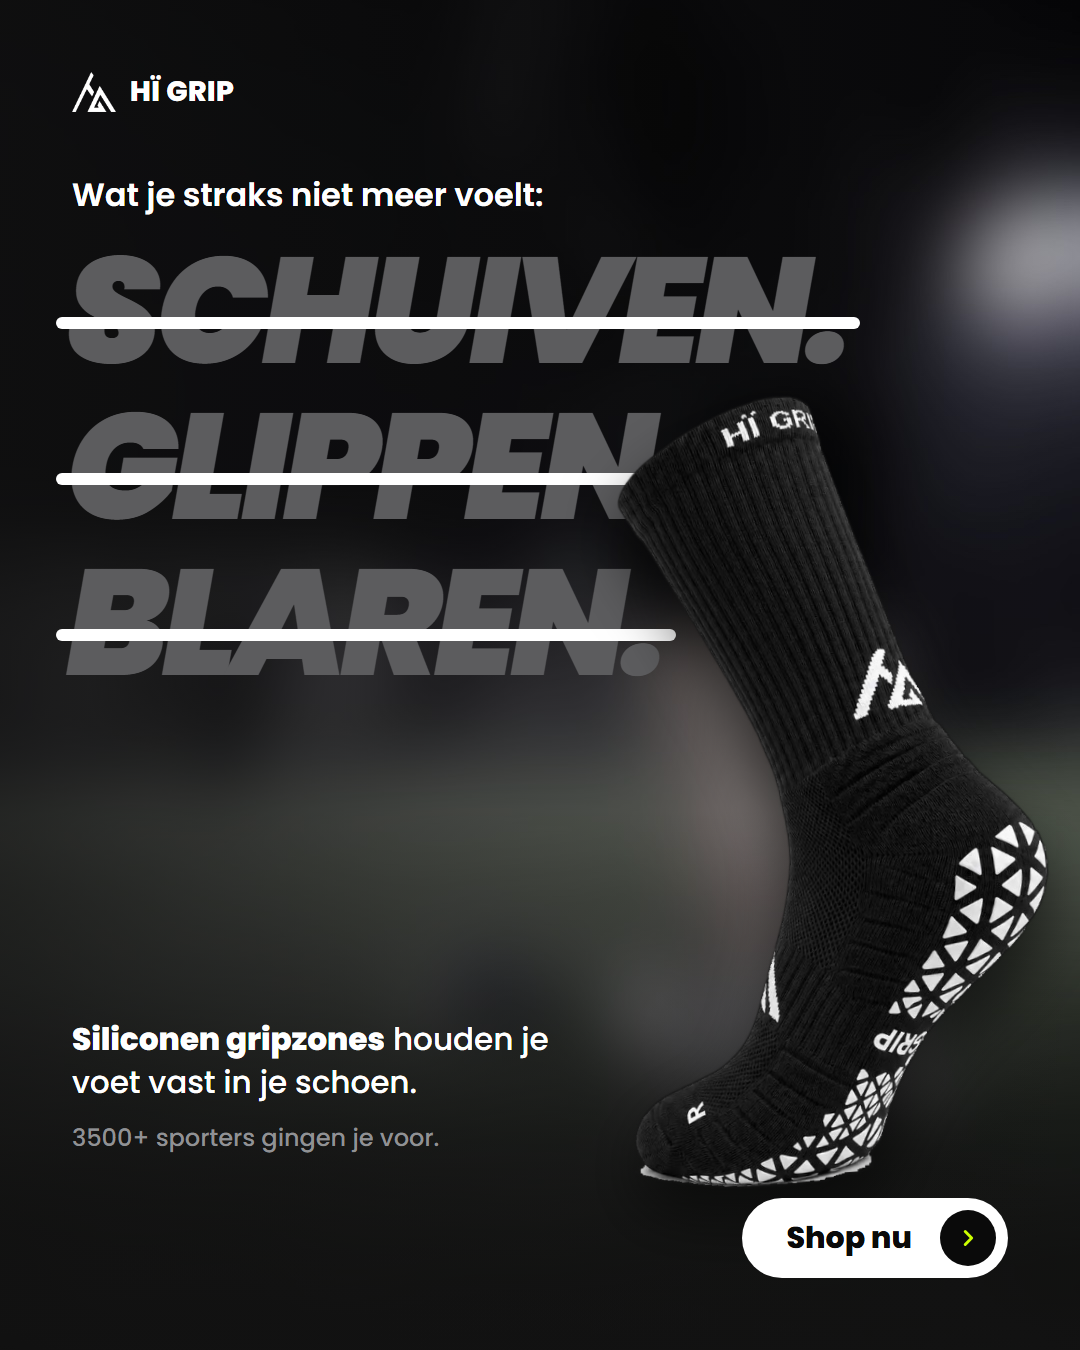 HÏ GRIP
Wat je straks niet meer voelt:
SCHUIVEN.
GLIPPEN
BLAREN.
HÏ GRI
Siliconen gripzones houden je
voet vast in je schoen.
3500+ sporters gingen je voor.
GRIP
R
Shop nu